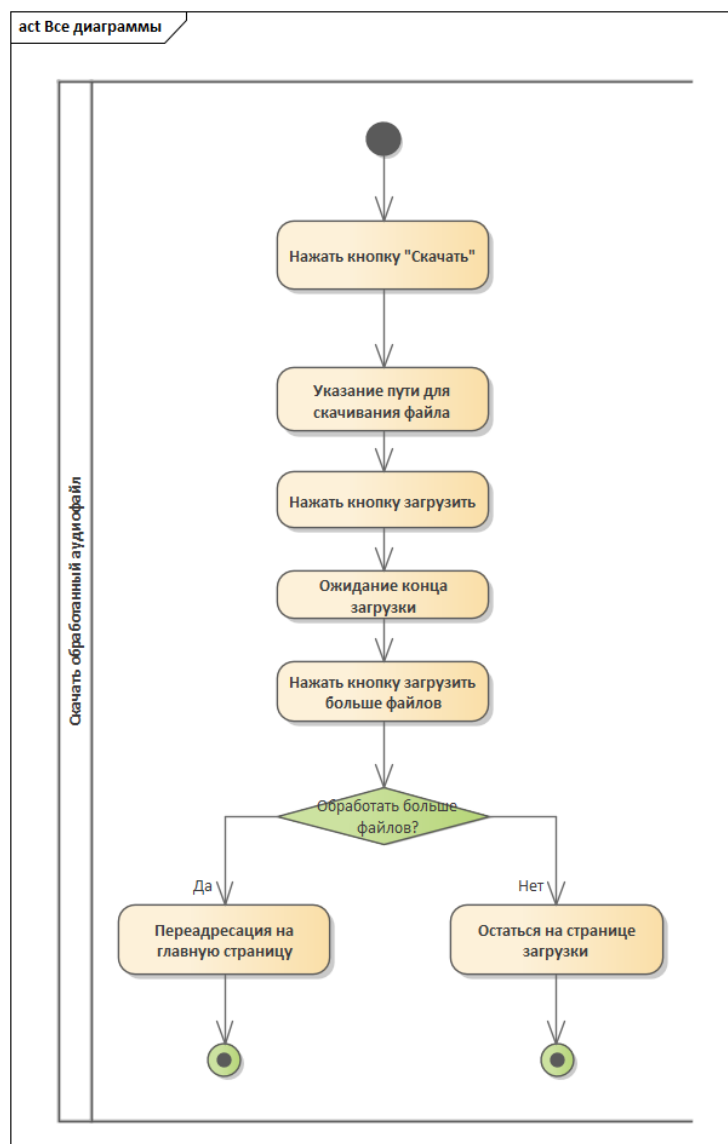 act Все диаграммы
Скачать обработанный аудиофайл
Нажать кнопку "Скачать"
Указание пути для
скачивания файла
Нажать кнопку загрузить
Ожидание конца
загрузки
Нажать кнопку загрузить
больше файлов
Обработать больше
файлов?
Да
Нет
Переадресация на
главную страницу
Остаться на странице
загрузки